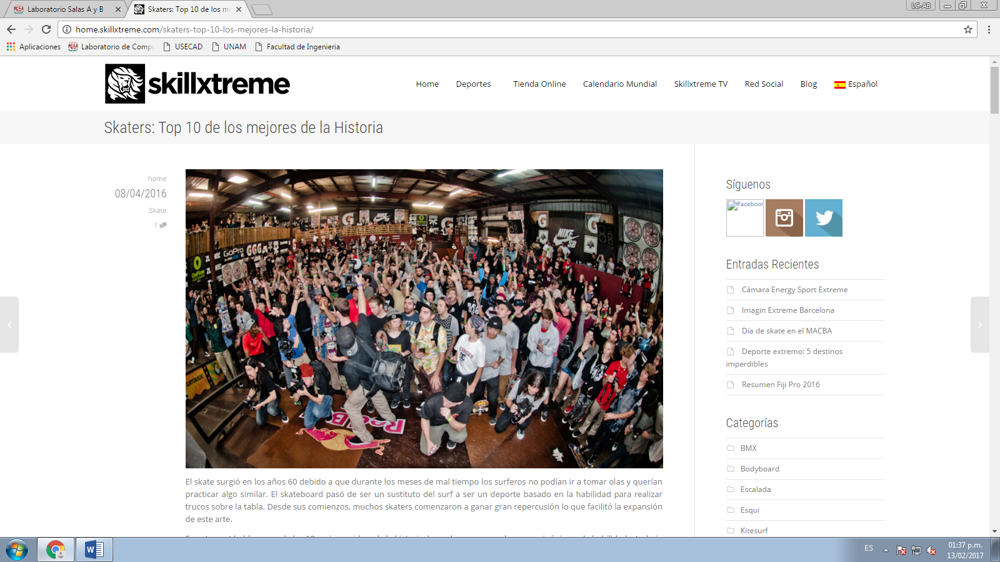 Laboratorio Salas A y B
Skaters: Top 10 de los m
LC-AB
home.skillxtreme.com/skaters-top-10-los-mejores-la-historia/
Aplicaciones
Laboratorio de Comp
USECAD
UNAM
Facultad de Ingenieria
skillxtreme
Home
Deportes
Tienda Online
Calendario Mundial
Skillxtreme TV
Red Social
Blog
Español
Skaters: Top 10 de los mejores de la Historia
home
08/04/2016
Skate
1
GoPro
NIKE SB
GATORADE
Red Bull
El skate surgió en los años 60 debido a que durante los meses de mal tiempo los surferos no podían ir a tomar olas y querían
practicar algo similar. El skateboard pasó de ser un sustituto del surf a ser un deporte basado en la habilidad para realizar
trucos sobre la tabla. Desde sus comienzos, muchos skaters comenzaron a ganar gran repercusión lo que facilitó la expansión
de este arte.
Síguenos
Facebook
Entradas Recientes
Cámara Energy Sport Extreme
Imagin Extreme Barcelona
Día de skate en el MACBA
Deporte extremo: 5 destinos
imperdibles
Resumen Fiji Pro 2016
Categorías
BMX
Bodyboard
Escalada
Esqui
Kitesurf
ES
01:37 p.m.
13/02/2017